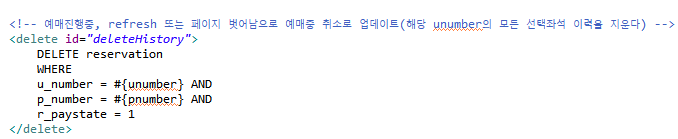 <!-- 예매진행중, refresh 또는 페이지 벗어남으로 예매 중 취소로 업데이트(해당 unumber의 모든 선택좌석 이력을 지운다) -->
<delete id="deleteHistory">
DELETE reservation
WHERE
u_number = #{unumber} AND
p_number = #{pnumber} AND
r_paystate = 1
</delete>